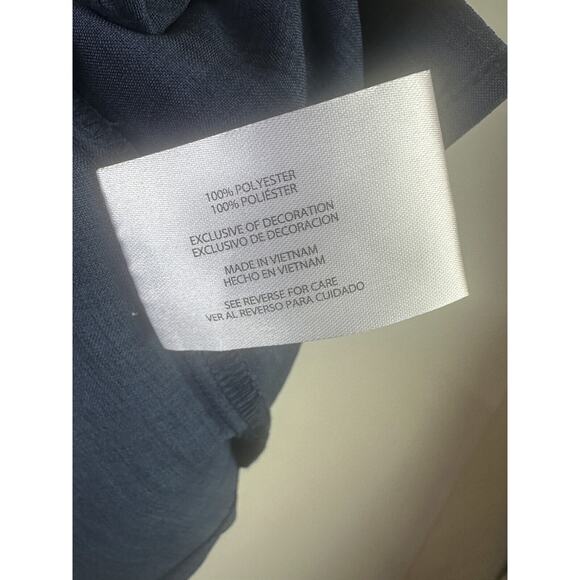 100% POLYESTER
100% POLIÉSTER
EXCLUSIVE OF DECORATION
EXCLUSIVO DE DECORACION
MADE IN VIETNAM
HECHO EN VIETNAM
SEE REVERSE FOR CARE
VER AL REVERSO PARA CUIDADO